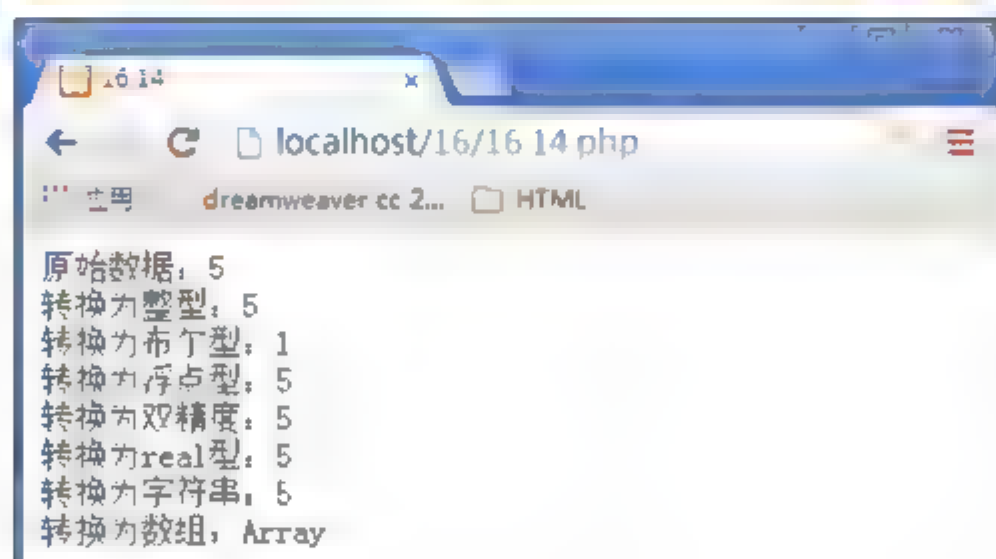 16 14
localhost/16/16 14 php
应用 dreamweaver cc 2... HTML
原始数据：5
转换为整型：5
转换为布尔型：1
转换为浮点型：5
转换为双精度：5
转换为real型：5
转换为字符串：5
转换为数组：Array